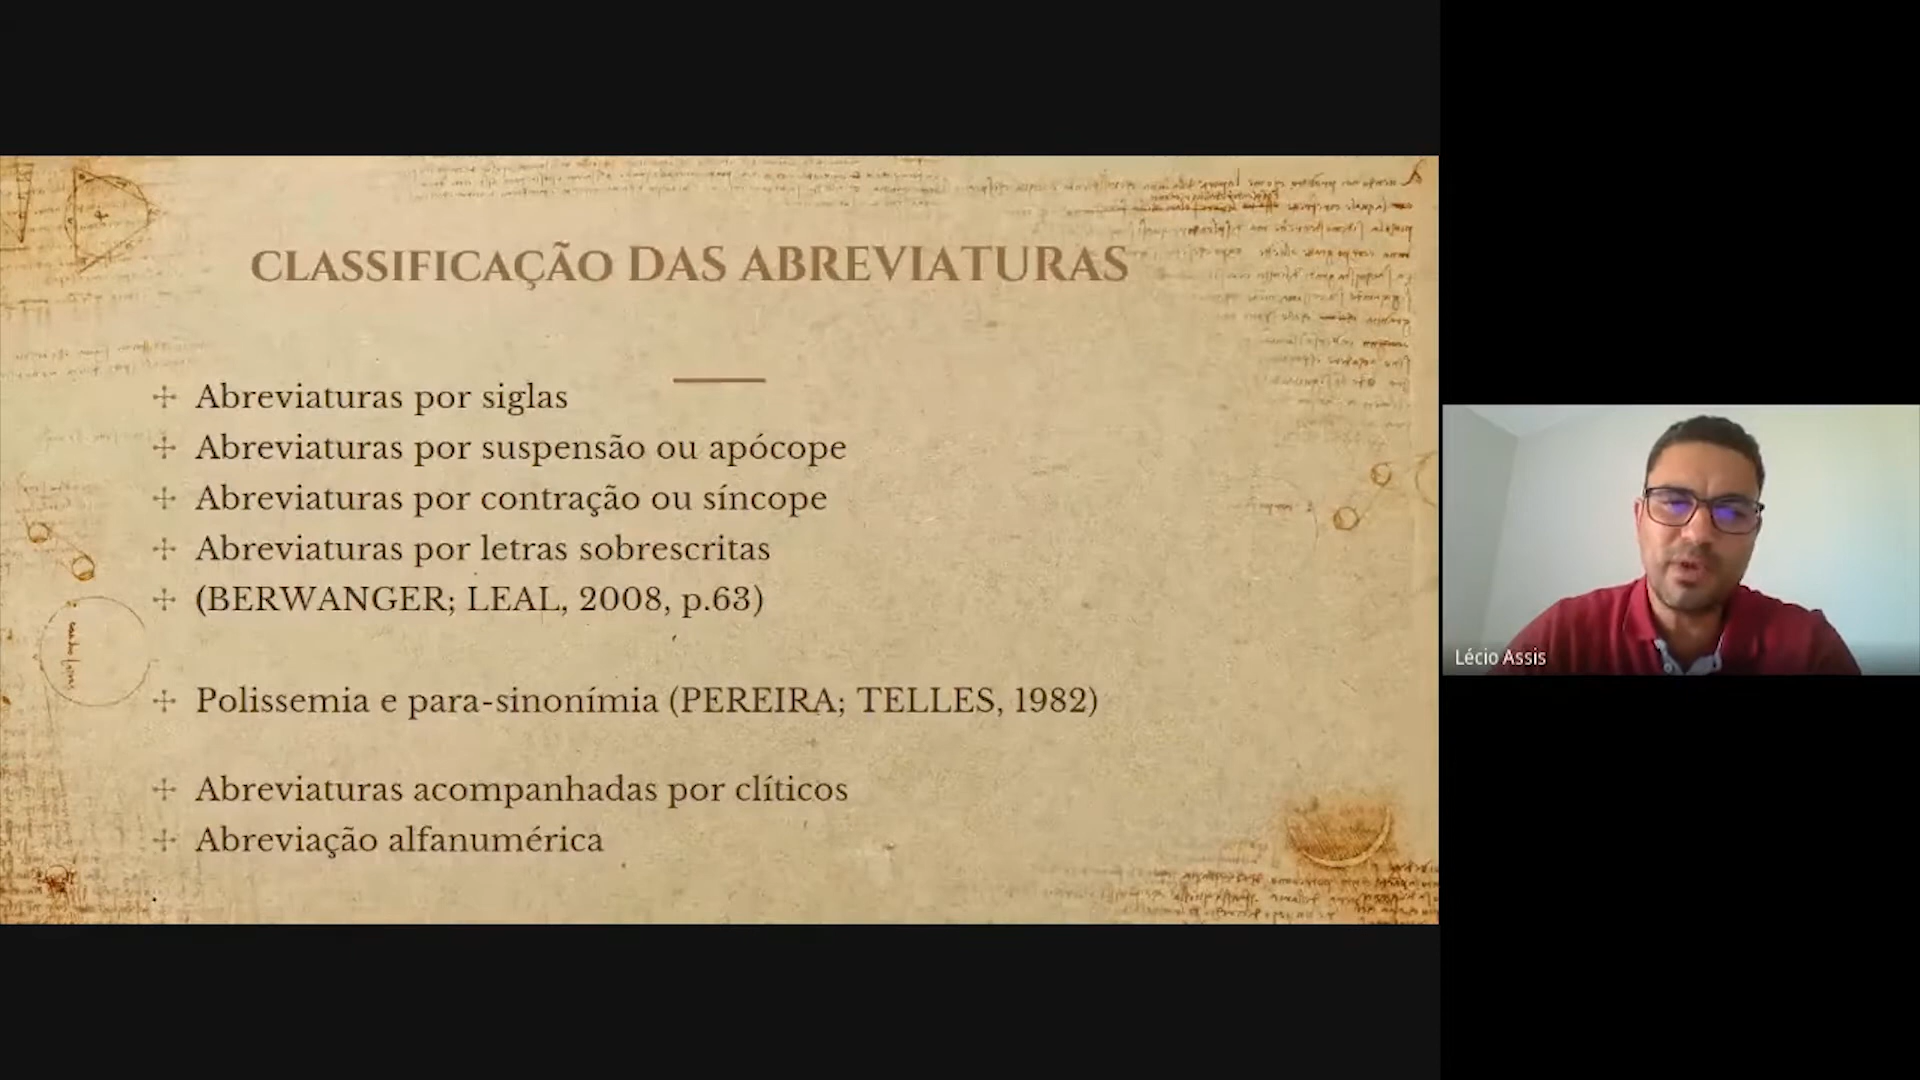 CLASSIFICAÇÃO DAS ABREVIATURAS
Abreviaturas por siglas
Abreviaturas por suspensão ou apócope
Abreviaturas por contração ou síncope
Abreviaturas por letras sobrescritas
(BERWANGER; LEAL, 2008, p.63)
Polissemia e para-sinonímia (PEREIRA; TELLES, 1982)
Abreviaturas acompanhadas por clíticos
Abreviação alfanumérica
Lécio Assis